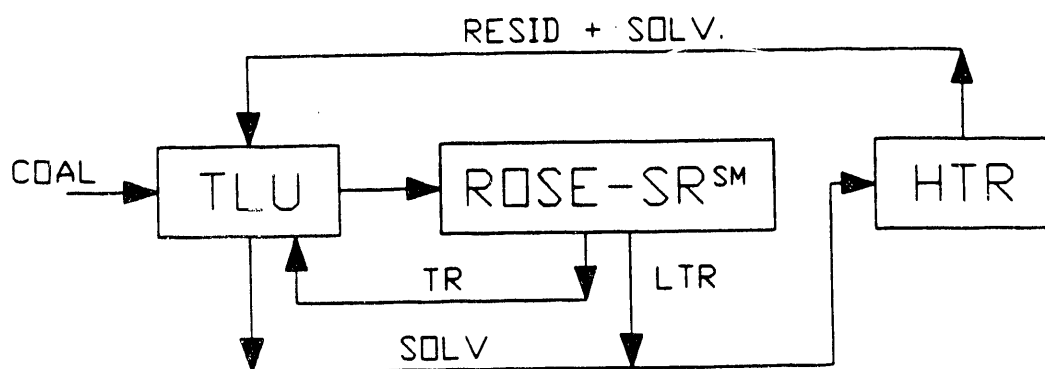 RESID + SOLV.
COAL
TLU
ROSE-SR℠
HTR
TR
LTR
SOLV